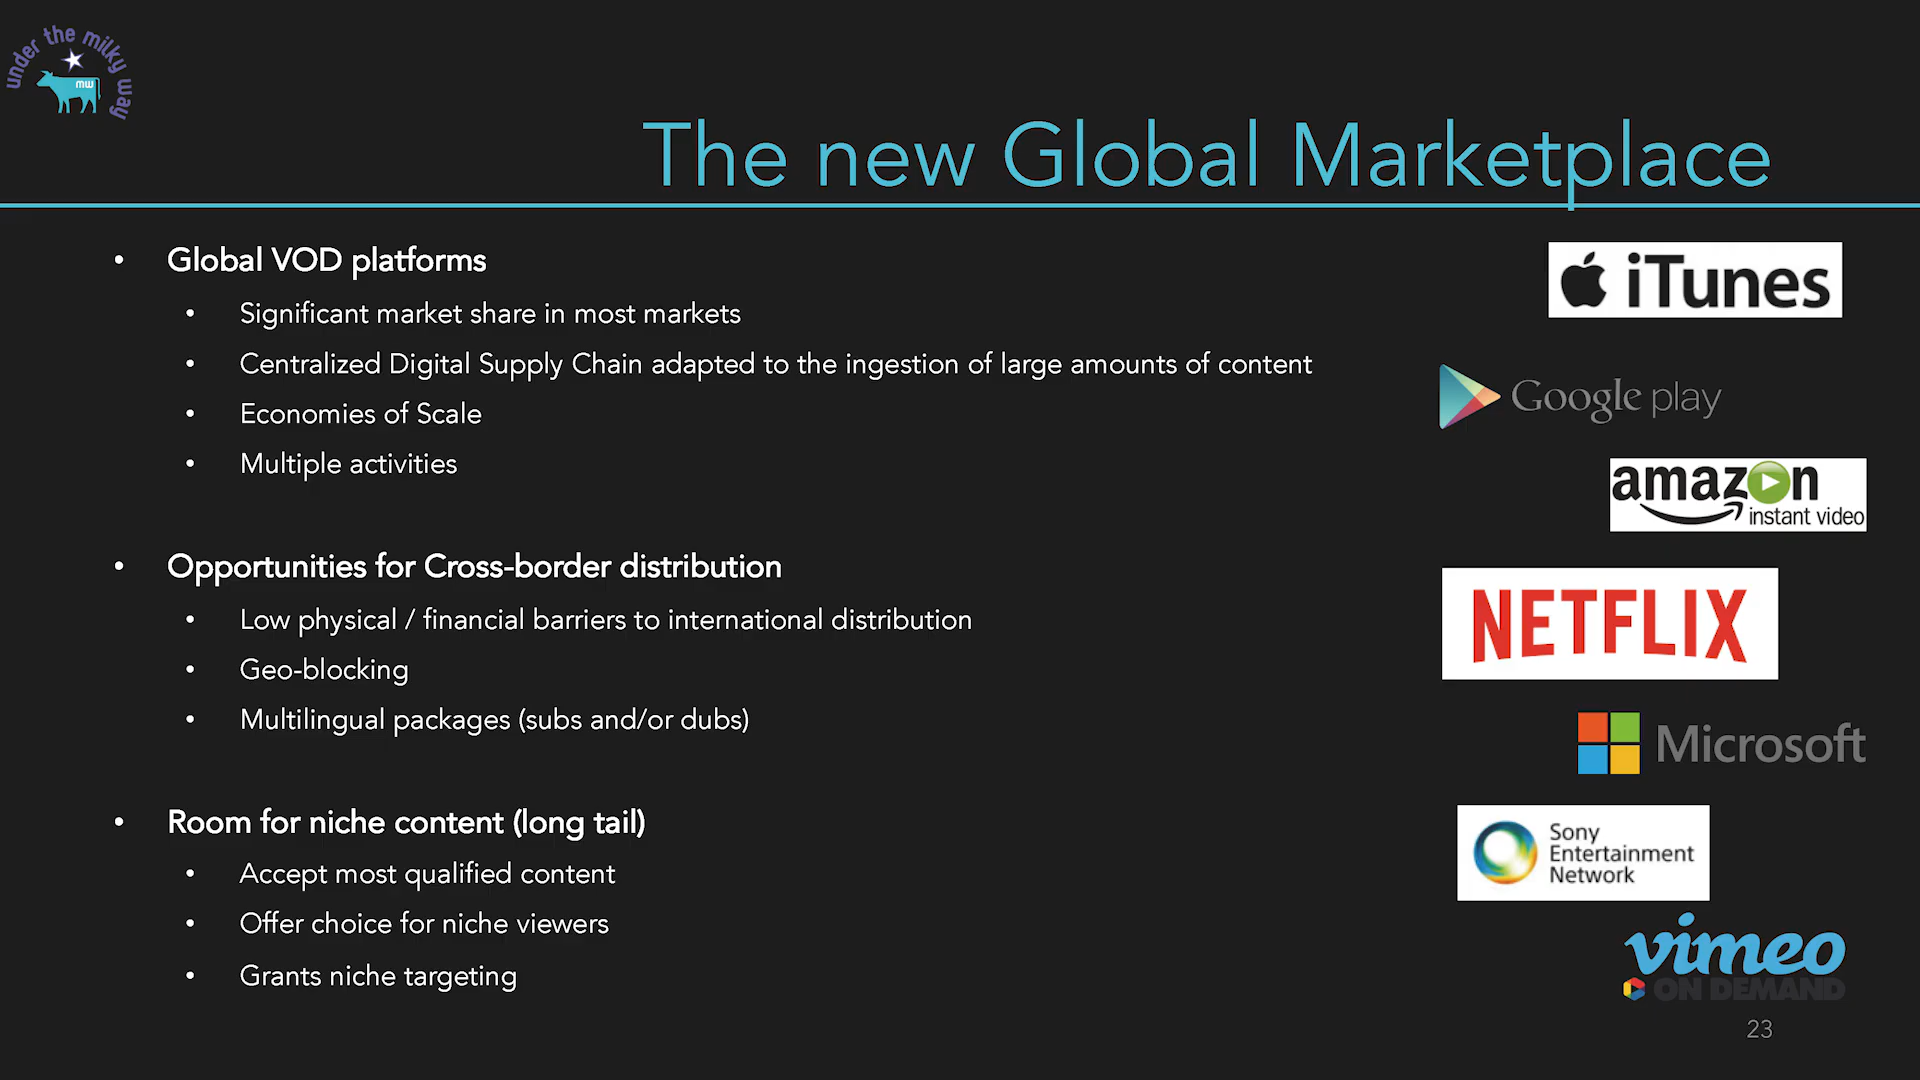 under the milky way
mw
The new Global Marketplace
• Global VOD platforms
• Significant market share in most markets
• Centralized Digital Supply Chain adapted to the ingestion of large amounts of content
• Economies of Scale
• Multiple activities
• Opportunities for Cross-border distribution
• Low physical / financial barriers to international distribution
• Geo-blocking
• Multilingual packages (subs and/or dubs)
• Room for niche content (long tail)
• Accept most qualified content
• Offer choice for niche viewers
• Grants niche targeting
iTunes
Google play
amazon
instant video
NETFLIX
Microsoft
Sony
Entertainment
Network
vimeo
ON DEMAND
23